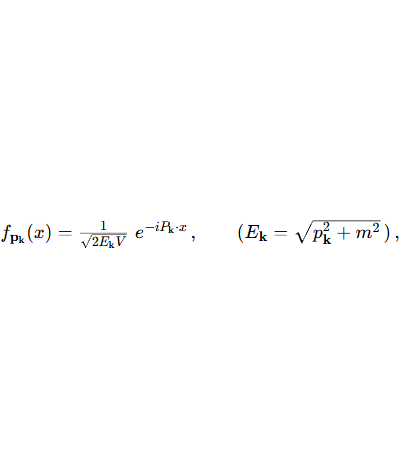 f_{\mathbf{p_k}}(x) = \frac{1}{\sqrt{2E_{\mathbf{k}}V}} \; e^{-iP_{\mathbf{k}} \cdot x} \, , \qquad (E_{\mathbf{k}} = \sqrt{p_{\mathbf{k}}^2 + m^2} \, ) \, ,